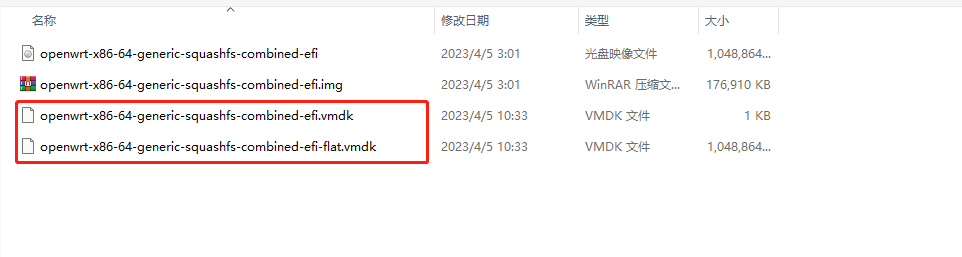 名称 修改日期 类型 大小
openwrt-x86-64-generic-squashfs-combined-efi 2023/4/5 3:01 光盘映像文件 1,048,864...
openwrt-x86-64-generic-squashfs-combined-efi.img 2023/4/5 3:01 WinRAR 压缩文... 176,910 KB
openwrt-x86-64-generic-squashfs-combined-efi.vmdk 2023/4/5 10:33 VMDK 文件 1 KB
openwrt-x86-64-generic-squashfs-combined-efi-flat.vmdk 2023/4/5 10:33 VMDK 文件 1,048,864...